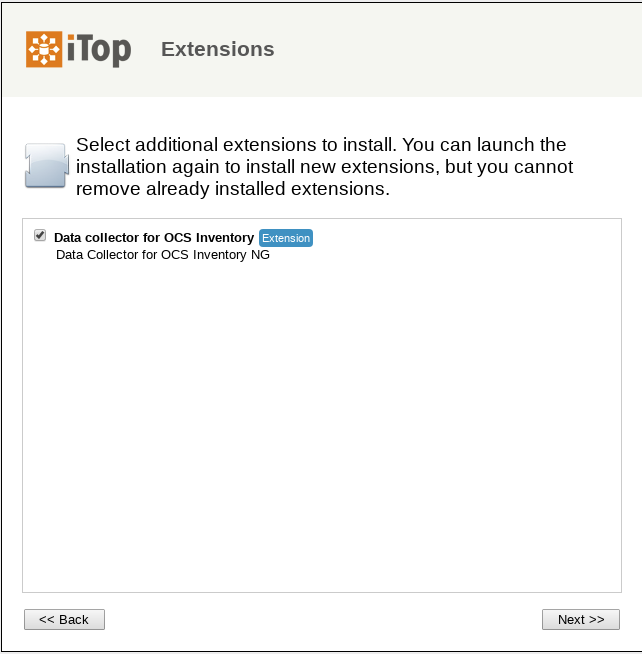 iTop
Extensions
Select additional extensions to install. You can launch the
installation again to install new extensions, but you cannot
remove already installed extensions.
Data collector for OCS Inventory Extension
Data Collector for OCS Inventory NG
<< Back
Next >>